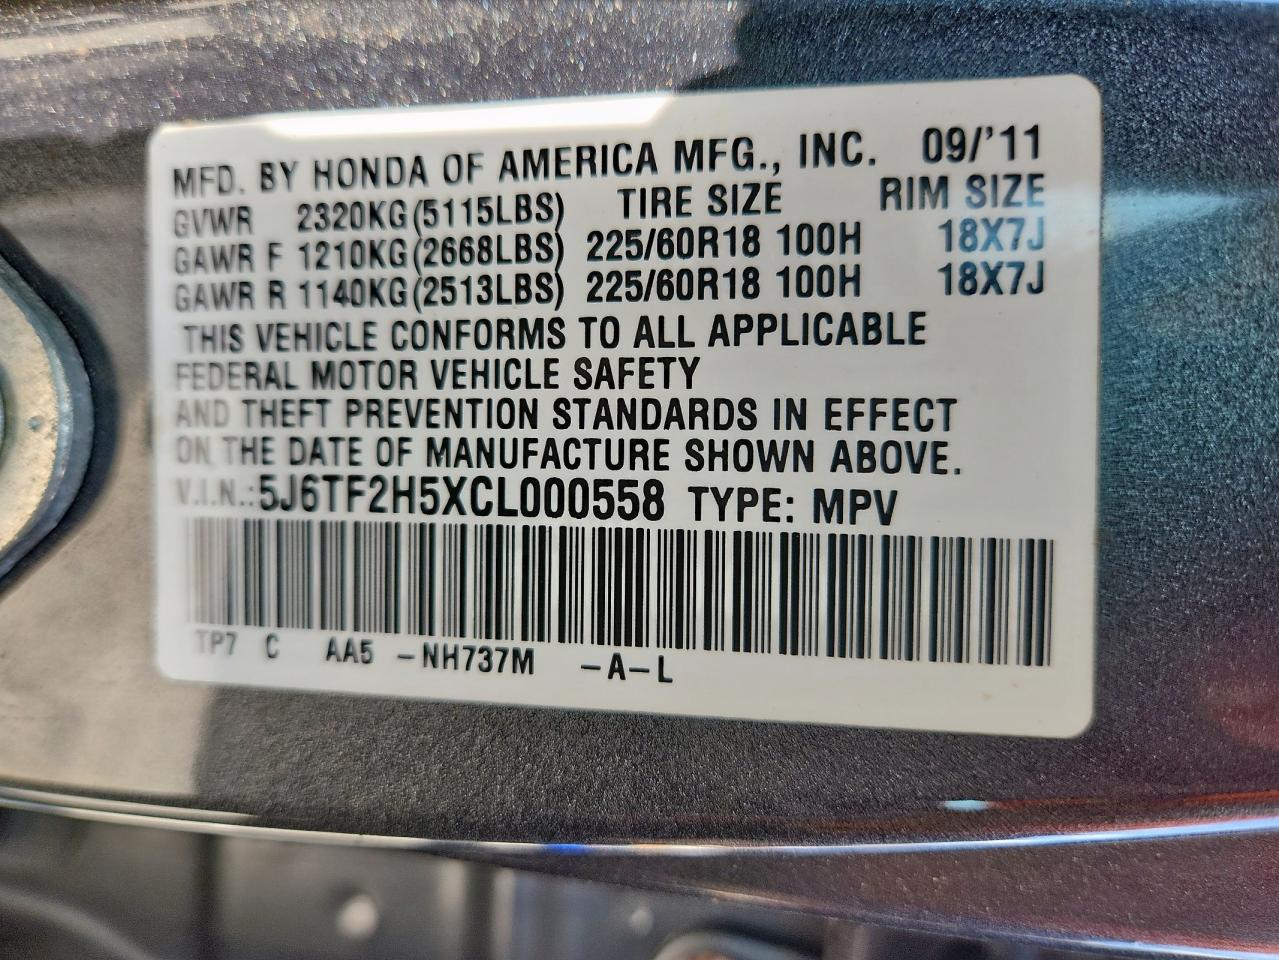 MFD. BY HONDA OF AMERICA MFG., INC. 09/'11
GVWR 2320KG(5115LBS) TIRE SIZE RIM SIZE
GAWR F 1210KG(2668LBS) 225/60R18 100H 18X7J
GAWR R 1140KG(2513LBS) 225/60R18 100H 18X7J
THIS VEHICLE CONFORMS TO ALL APPLICABLE
FEDERAL MOTOR VEHICLE SAFETY
AND THEFT PREVENTION STANDARDS IN EFFECT
ON THE DATE OF MANUFACTURE SHOWN ABOVE.
V.I.N.:5J6TF2H5XCL000558 TYPE: MPV
TP7 C AA5 -NH737M -A-L